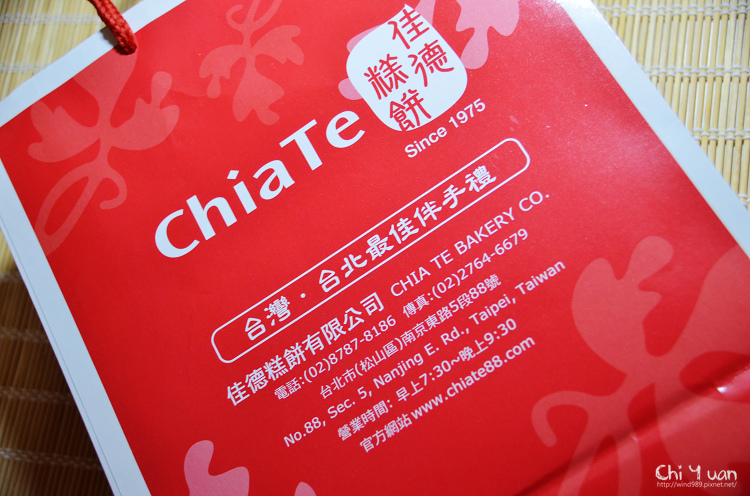 佳德
糕餅
ChiaTe
Since 1975
台灣·台北最佳伴手禮
佳德糕餅有限公司 CHIA TE BAKERY CO.
電話:(02)8787-8186 傳真:(02)2764-6679
台北市(松山區)南京東路5段88號
No.88, Sec. 5, Nanjing E. Rd., Taipei, Taiwan
營業時間: 早上7:30~晚上9:30
官方網站 www.chiate88.com
Chi Yuan
http://wind989.pixnet.net/